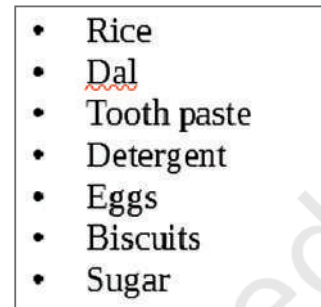 • Rice
• Dal
• Tooth paste
• Detergent
• Eggs
• Biscuits
• Sugar